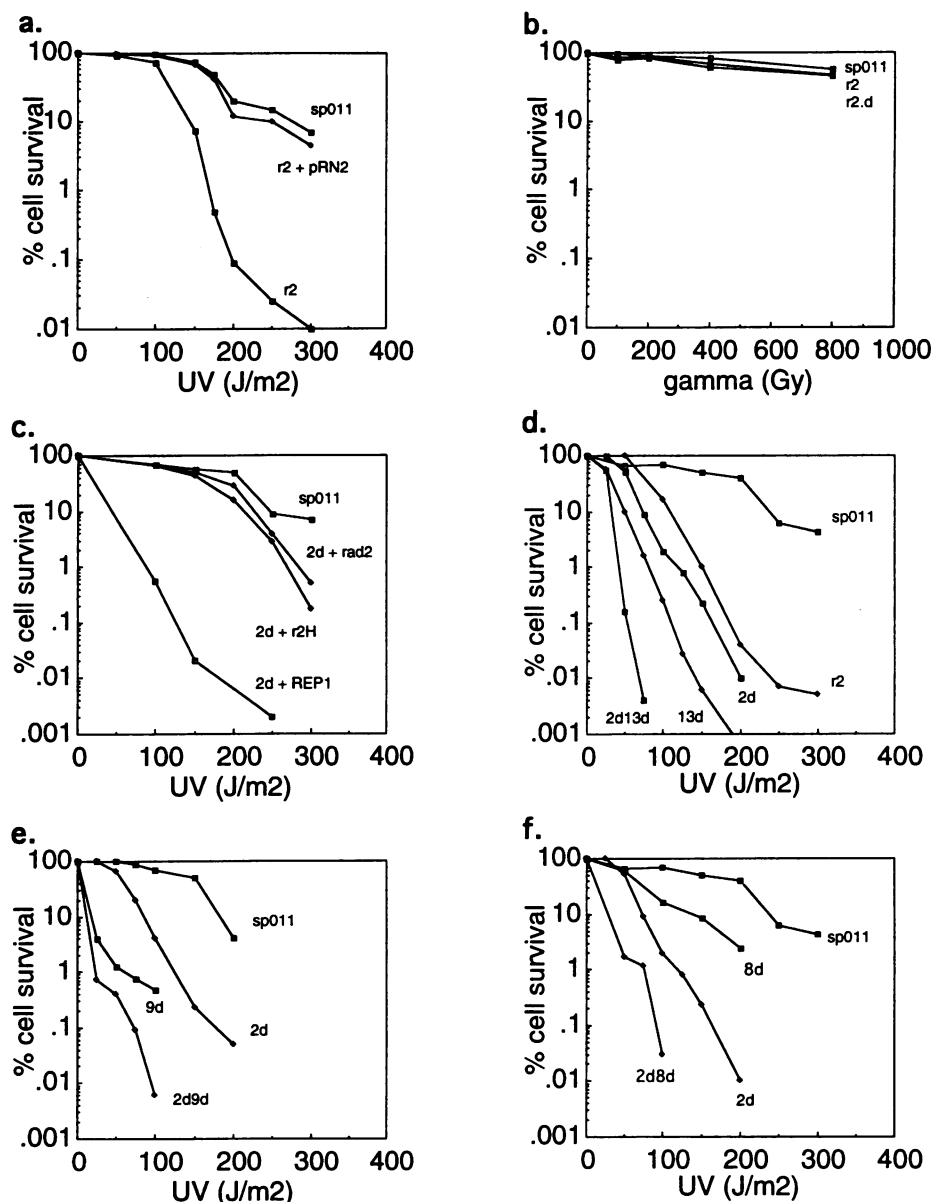 a.
100
10
1
.1
.01
% cell survival
sp011
r2 + pRN2
r2
0 100 200 300 400
UV (J/m2)
b.
100
10
1
.1
.01
% cell survival
sp011
r2
r2.d
0 200 400 600 800 1000
gamma (Gy)
c.
100
10
1
.1
.01
.001
% cell survival
sp011
2d + rad2
2d + r2H
2d + REP1
0 100 200 300 400
UV (J/m2)
d.
100
10
1
.1
.01
.001
% cell survival
sp011
r2
2d
2d13d
13d
0 100 200 300 400
UV (J/m2)
e.
100
10
1
.1
.01
.001
% cell survival
sp011
9d
2d
2d9d
0 100 200 300 400
UV (J/m2)
f.
100
10
1
.1
.01
.001
% cell survival
sp011
8d
2d8d
2d
0 100 200 300 400
UV (J/m2)